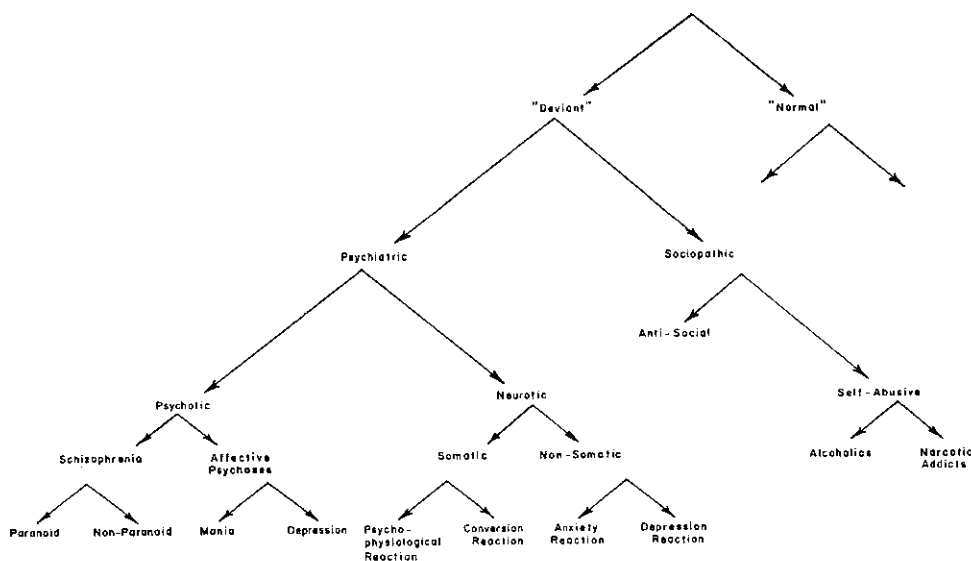 "Deviant"
"Normal"
Psychiatric
Sociopathic
Anti-Social
Neurotic
Self-Abusive
Psychotic
Schizophrenia
Affective
Psychoses
Somatic
Non-Somatic
Alcoholics
Narcotic
Addicts
Paranoid
Non-Paranoid
Mania
Depression
Psycho-
physiological
Reaction
Conversion
Reaction
Anxiety
Reaction
Depression
Reaction